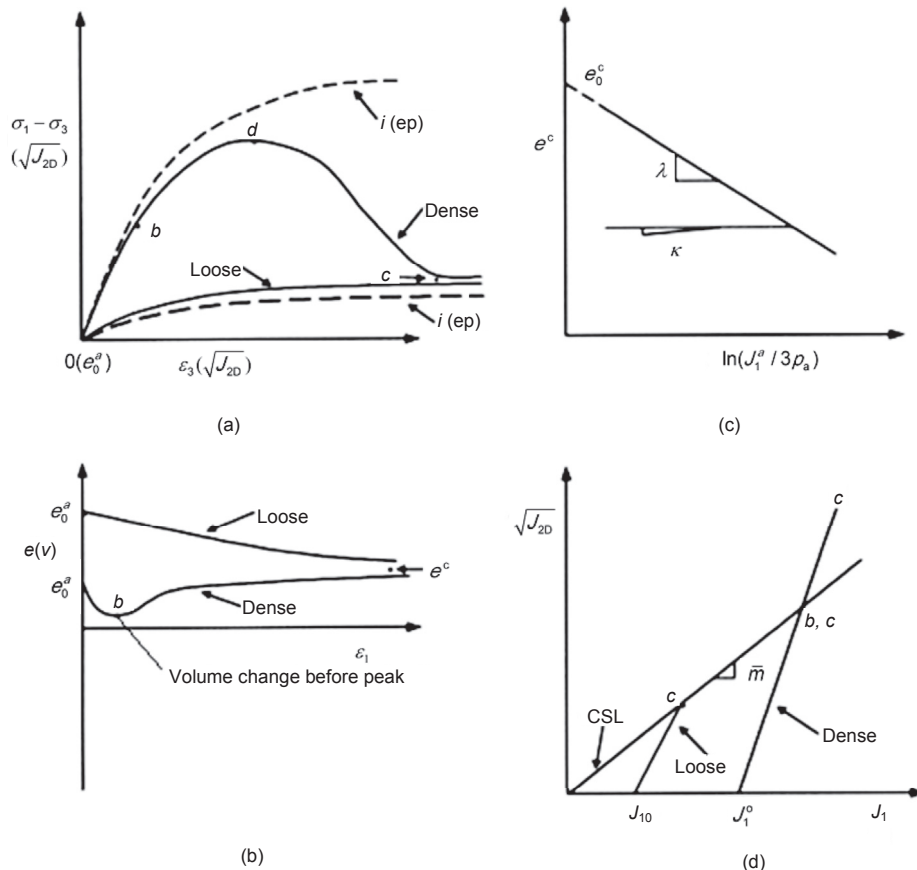 σ₁ – σ₃
(√J₂D)
i (ep)
d
b
Dense
Loose
c
i (ep)
0(e₀ᵃ)
ε₃(√J₂D)
(a)
e₀ᶜ
eᶜ
λ
κ
ln(J₁ᵃ / 3pₐ)
(c)
e₀ᵃ
Loose
e(v)
eᶜ
e₀ᵃ
b
Dense
ε₁
Volume change before peak
(b)
√J₂D
c
b, c
m̄
c
CSL
Dense
Loose
J₁₀
J₁ᵒ
J₁
(d)